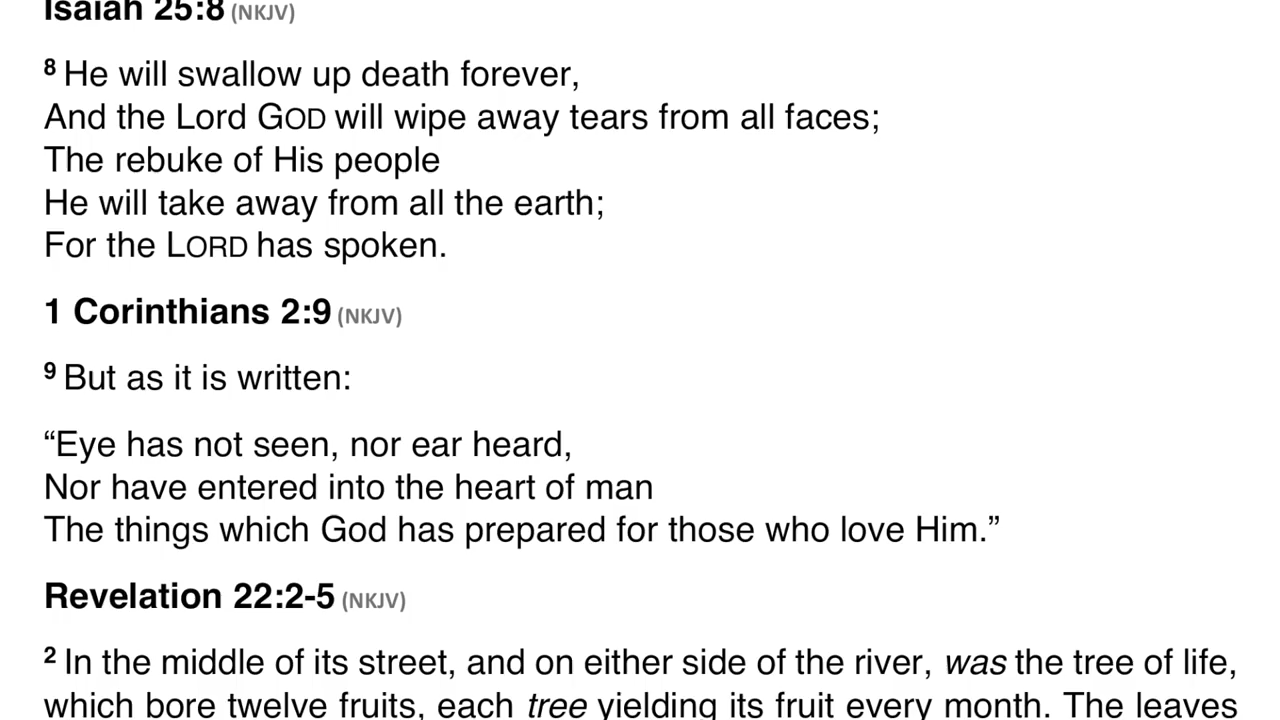 Isaiah 25:8 (NKJV)
8 He will swallow up death forever,
And the Lord GOD will wipe away tears from all faces;
The rebuke of His people
He will take away from all the earth;
For the LORD has spoken.
1 Corinthians 2:9 (NKJV)
9 But as it is written:
“Eye has not seen, nor ear heard,
Nor have entered into the heart of man
The things which God has prepared for those who love Him.”
Revelation 22:2-5 (NKJV)
2 In the middle of its street, and on either side of the river, was the tree of life,
which bore twelve fruits, each tree yielding its fruit every month. The leaves